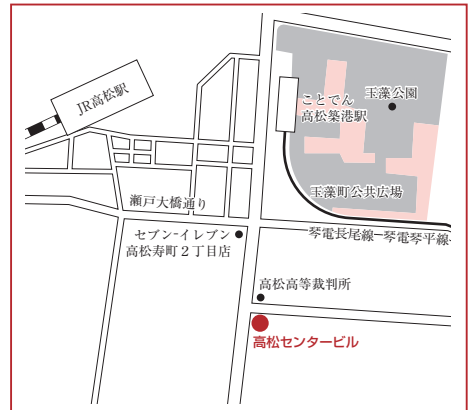 JR高松駅
ことでん
高松築港駅
玉藻公園
玉藻町公共広場
瀬戸大橋通り
セブン-イレブン
高松寿町2丁目店
琴電長尾線
琴電琴平線
高松高等裁判所
高松センタービル